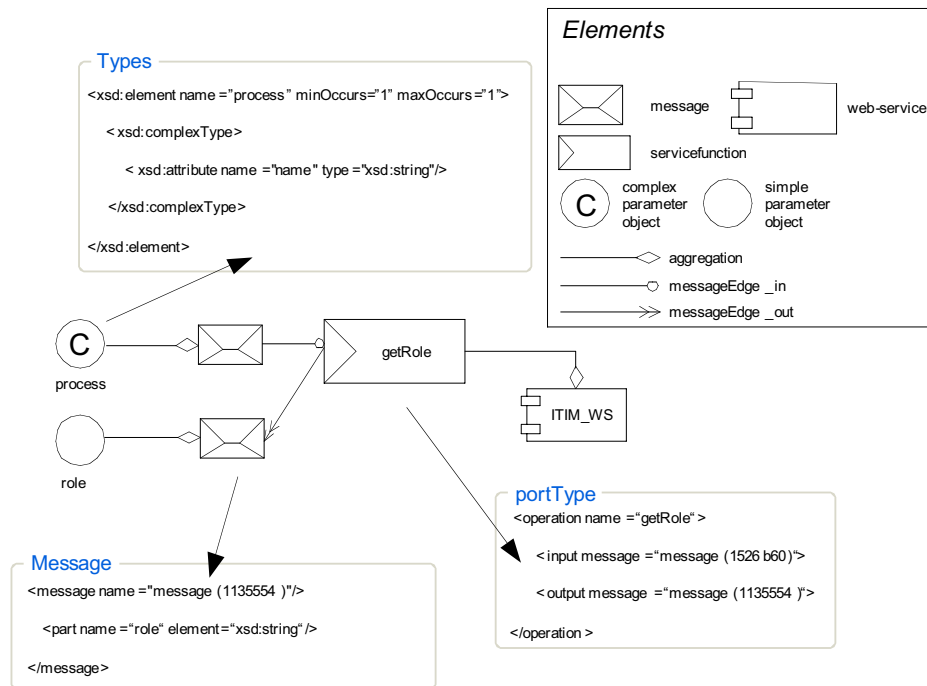 Elements
message
web-service
servicefunction
C
complex
parameter
object
simple
parameter
object
aggregation
messageEdge _in
messageEdge _out
Types
<xsd:element name ="process" minOccurs="1" maxOccurs ="1">
< xsd:complexType>
< xsd:attribute name ="name" type ="xsd:string"/>
</xsd:complexType>
</xsd:element>
C
process
getRole
ITIM_WS
role
portType
<operation name =“getRole“ >
< input message =“message (1526 b60)“>
< output message =“message (1135554 )“>
</operation >
Message
<message name ="message (1135554 )"/>
<part name =“role“ element=“xsd:string“ />
</message>